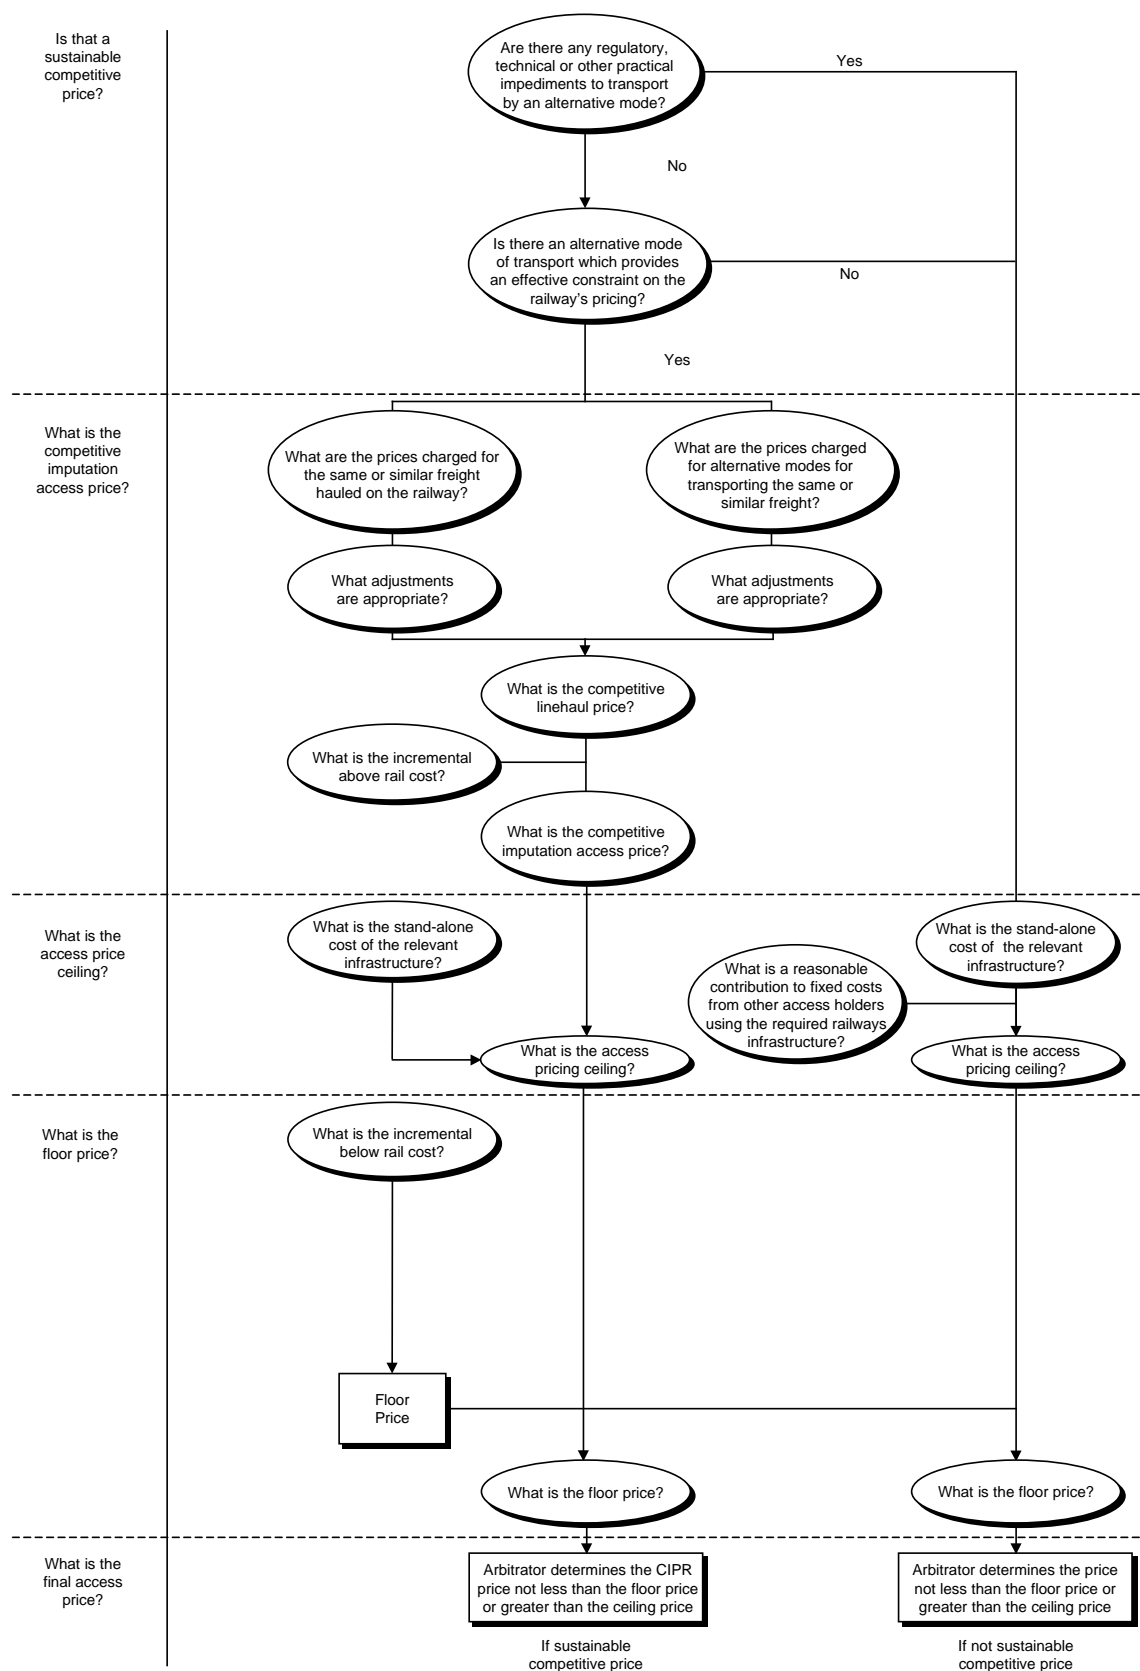 Is that a
sustainable
competitive
price?
Are there any regulatory,
technical or other practical
impediments to transport
by an alternative mode?
Yes
No
Is there an alternative mode
of transport which provides
an effective constraint on the
railway's pricing?
No
Yes
What is the
competitive
imputation
access price?
What are the prices charged for
the same or similar freight
hauled on the railway?
What are the prices charged
for alternative modes for
transporting the same or
similar freight?
What adjustments
are appropriate?
What adjustments
are appropriate?
What is the competitive
linehaul price?
What is the incremental
above rail cost?
What is the competitive
imputation access price?
What is the
access price
ceiling?
What is the stand-alone
cost of the relevant
infrastructure?
What is a reasonable
contribution to fixed costs
from other access holders
using the required railways
infrastructure?
What is the stand-alone
cost of the relevant
infrastructure?
What is the access
pricing ceiling?
What is the access
pricing ceiling?
What is the
floor price?
What is the incremental
below rail cost?
Floor
Price
What is the floor price?
What is the floor price?
What is the
final access
price?
Arbitrator determines the CIPR
price not less than the floor price
or greater than the ceiling price
Arbitrator determines the price
not less than the floor price or
greater than the ceiling price
If sustainable
competitive price
If not sustainable
competitive price